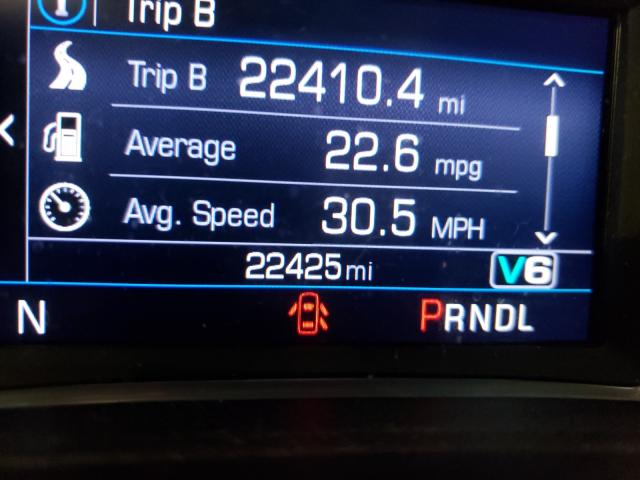 Trip B
Trip B 22410.4 mi
Average 22.6 mpg
Avg. Speed 30.5 MPH
22425 mi V6
N PRNDL